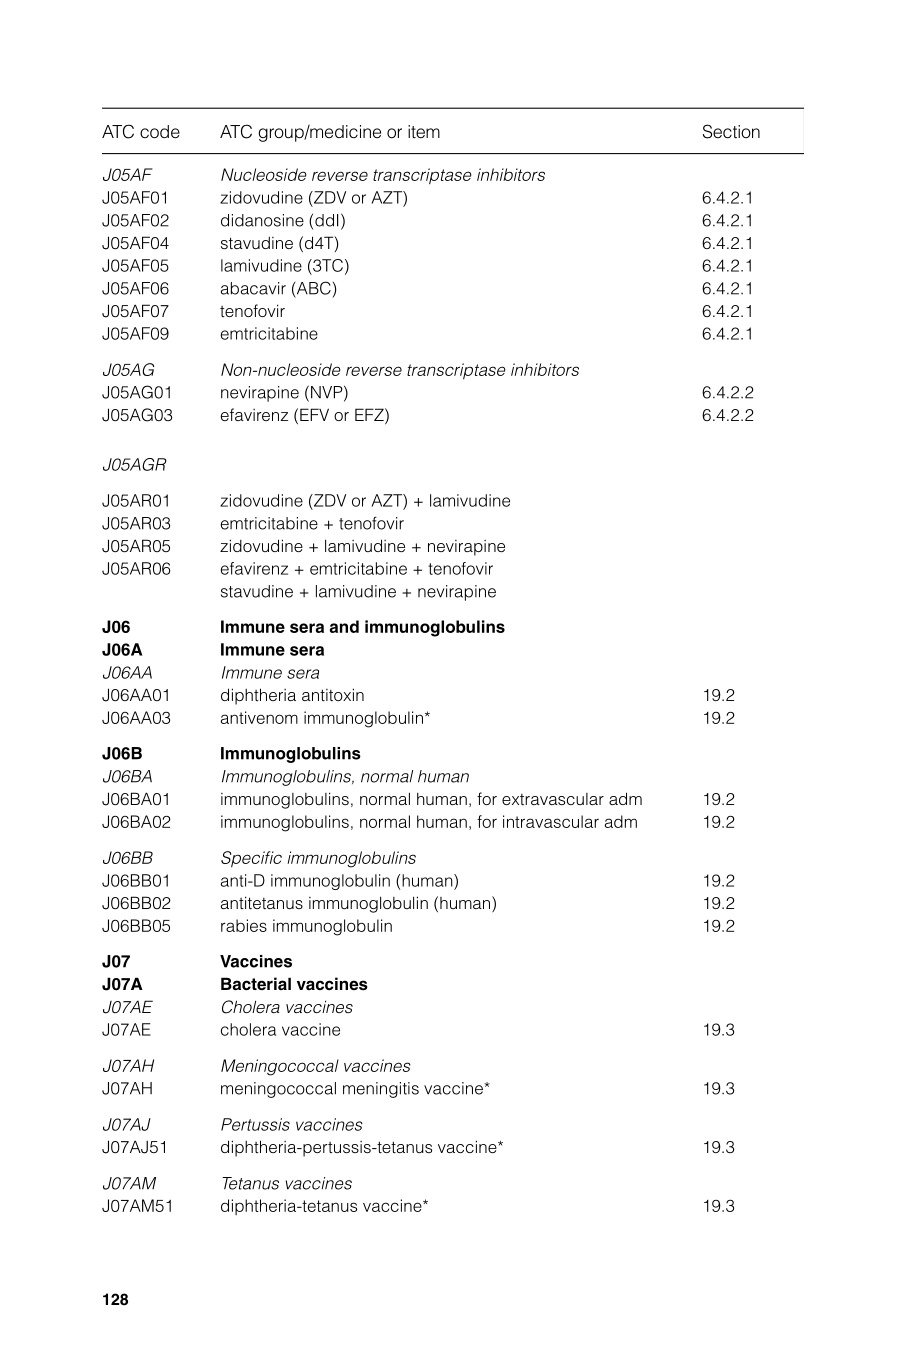 ATC code ATC group/medicine or item Section
J05AF Nucleoside reverse transcriptase inhibitors
J05AF01 zidovudine (ZDV or AZT) 6.4.2.1
J05AF02 didanosine (ddI) 6.4.2.1
J05AF04 stavudine (d4T) 6.4.2.1
J05AF05 lamivudine (3TC) 6.4.2.1
J05AF06 abacavir (ABC) 6.4.2.1
J05AF07 tenofovir 6.4.2.1
J05AF09 emtricitabine 6.4.2.1
J05AG Non-nucleoside reverse transcriptase inhibitors
J05AG01 nevirapine (NVP) 6.4.2.2
J05AG03 efavirenz (EFV or EFZ) 6.4.2.2
J05AGR
J05AR01 zidovudine (ZDV or AZT) + lamivudine
J05AR03 emtricitabine + tenofovir
J05AR05 zidovudine + lamivudine + nevirapine
J05AR06 efavirenz + emtricitabine + tenofovir
stavudine + lamivudine + nevirapine
J06 Immune sera and immunoglobulins
J06A Immune sera
J06AA Immune sera
J06AA01 diphtheria antitoxin 19.2
J06AA03 antivenom immunoglobulin* 19.2
J06B Immunoglobulins
J06BA Immunoglobulins, normal human
J06BA01 immunoglobulins, normal human, for extravascular adm 19.2
J06BA02 immunoglobulins, normal human, for intravascular adm 19.2
J06BB Specific immunoglobulins
J06BB01 anti-D immunoglobulin (human) 19.2
J06BB02 antitetanus immunoglobulin (human) 19.2
J06BB05 rabies immunoglobulin 19.2
J07 Vaccines
J07A Bacterial vaccines
J07AE Cholera vaccines
J07AE cholera vaccine 19.3
J07AH Meningococcal vaccines
J07AH meningococcal meningitis vaccine* 19.3
J07AJ Pertussis vaccines
J07AJ51 diphtheria-pertussis-tetanus vaccine* 19.3
J07AM Tetanus vaccines
J07AM51 diphtheria-tetanus vaccine* 19.3
128